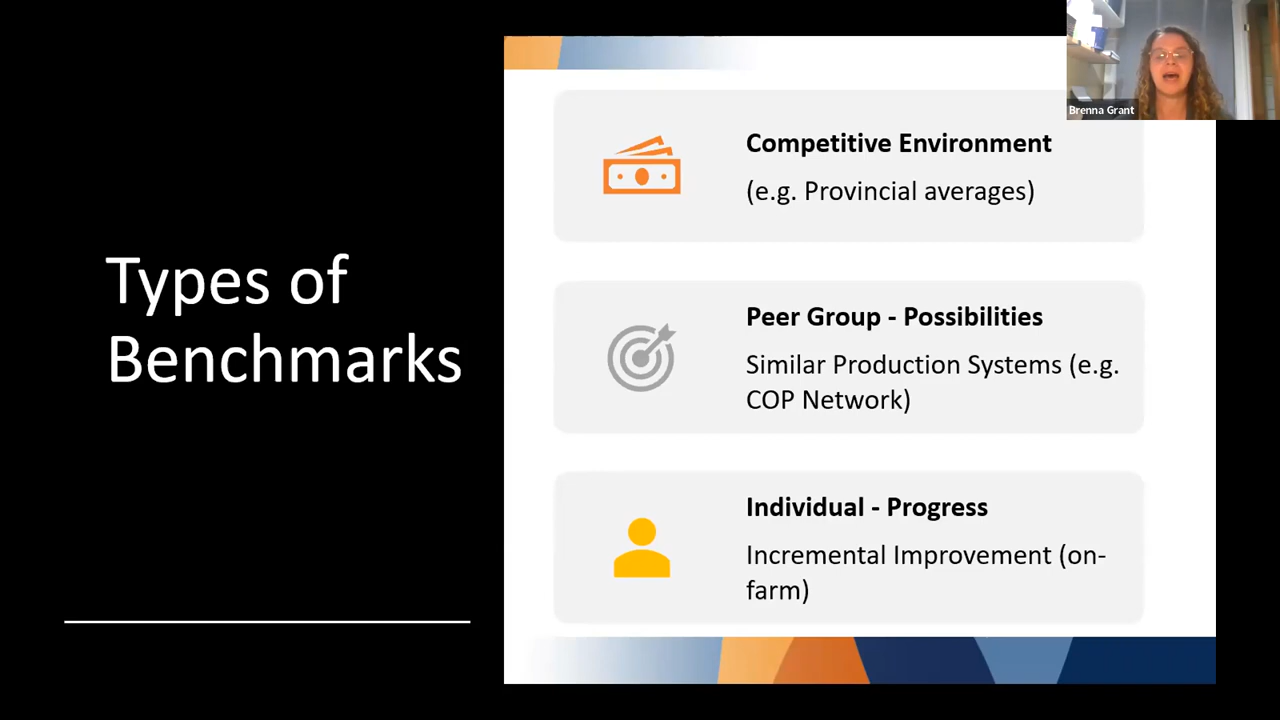 Types of
Benchmarks
Competitive Environment
(e.g. Provincial averages)
Peer Group - Possibilities
Similar Production Systems (e.g.
COP Network)
Individual - Progress
Incremental Improvement (on-
farm)
Brenna Grant